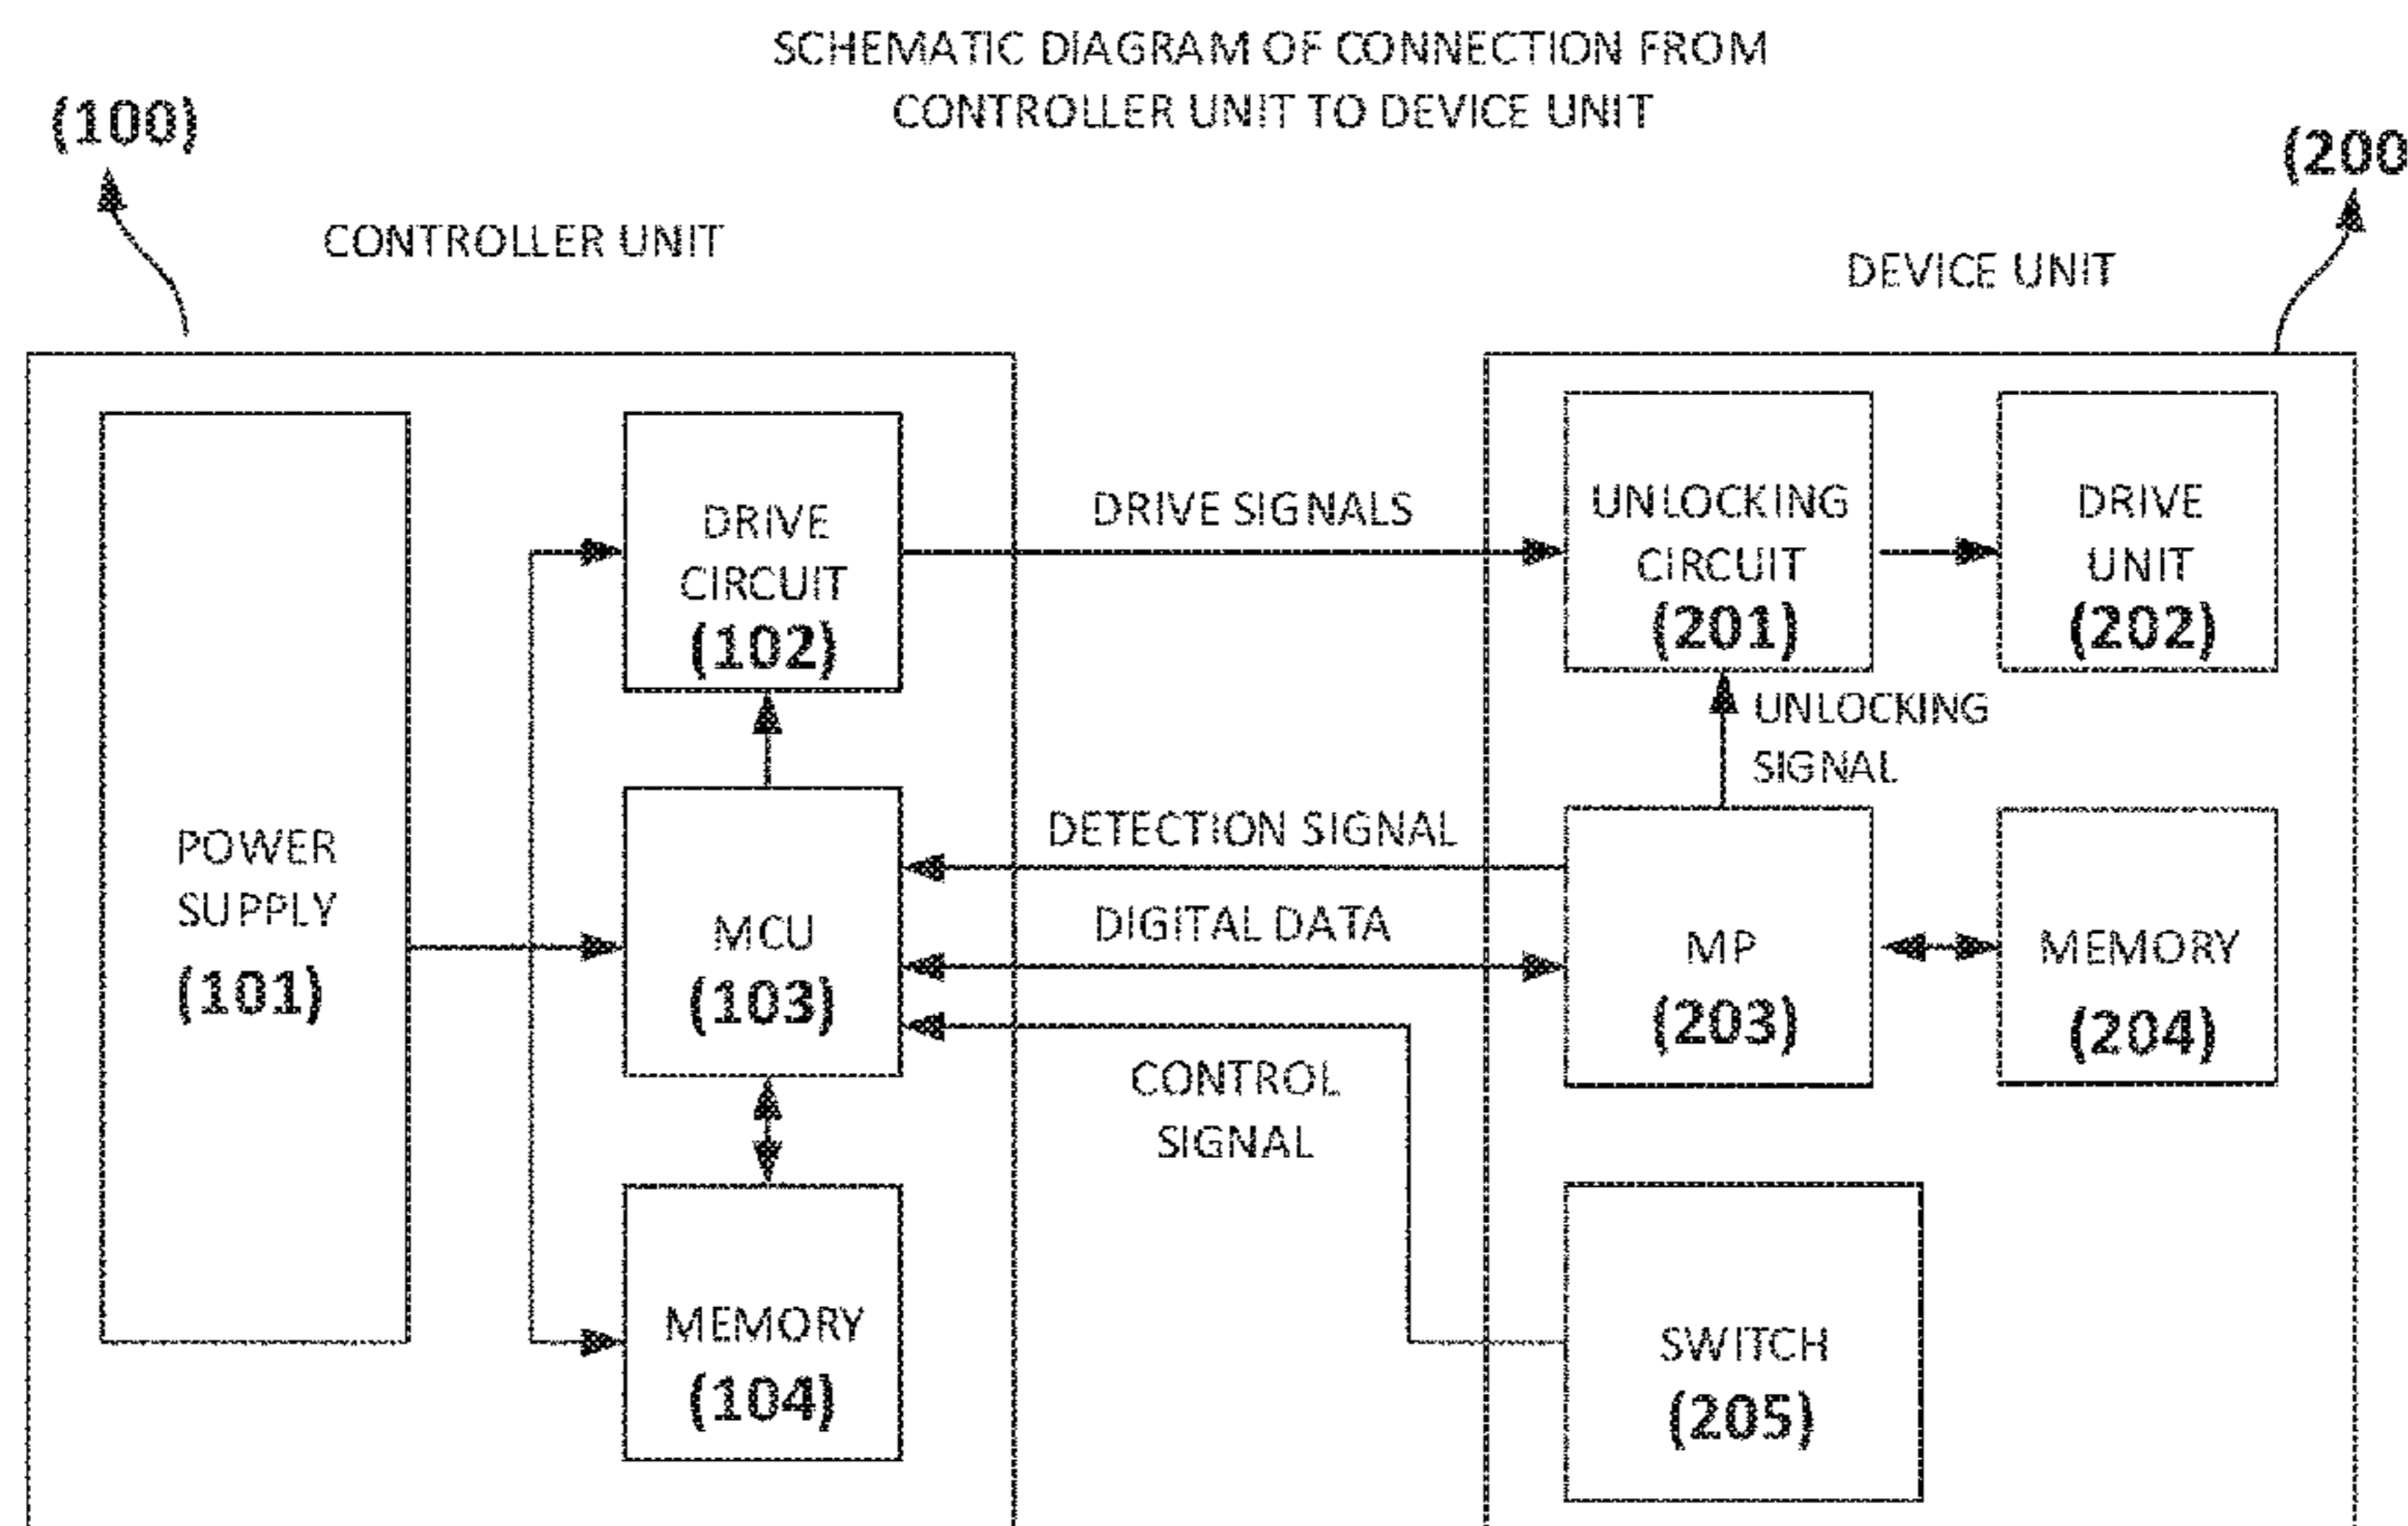 SCHEMATIC DIAGRAM OF CONNECTION FROM
CONTROLLER UNIT TO DEVICE UNIT
(100)
(200
CONTROLLER UNIT
DEVICE UNIT
POWER
SUPPLY
(101)
DRIVE
CIRCUIT
(102)
DRIVE SIGNALS
UNLOCKING
CIRCUIT
(201)
DRIVE
UNIT
(202)
UNLOCKING
SIGNAL
MCU
(103)
DETECTION SIGNAL
DIGITAL DATA
CONTROL
SIGNAL
MP
(203)
MEMORY
(204)
MEMORY
(104)
SWITCH
(205)